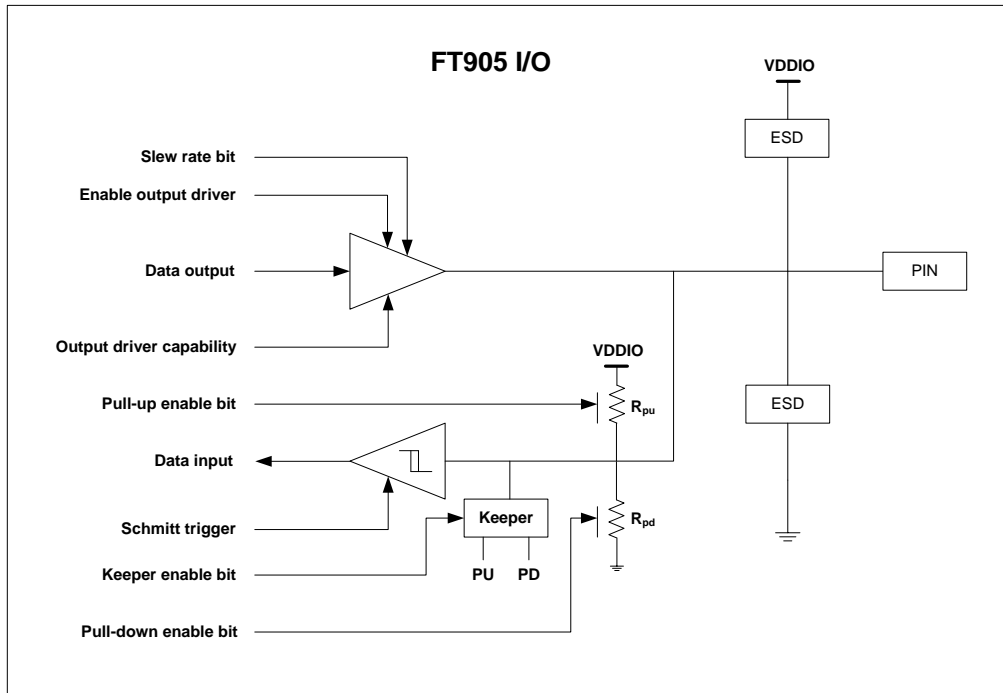 FT905 I/O
VDDIO
ESD
Slew rate bit
Enable output driver
Data output
PIN
Output driver capability
VDDIO
Pull-up enable bit
Rpu
ESD
Data input
Schmitt trigger
Keeper
Rpd
Keeper enable bit
PU PD
Pull-down enable bit